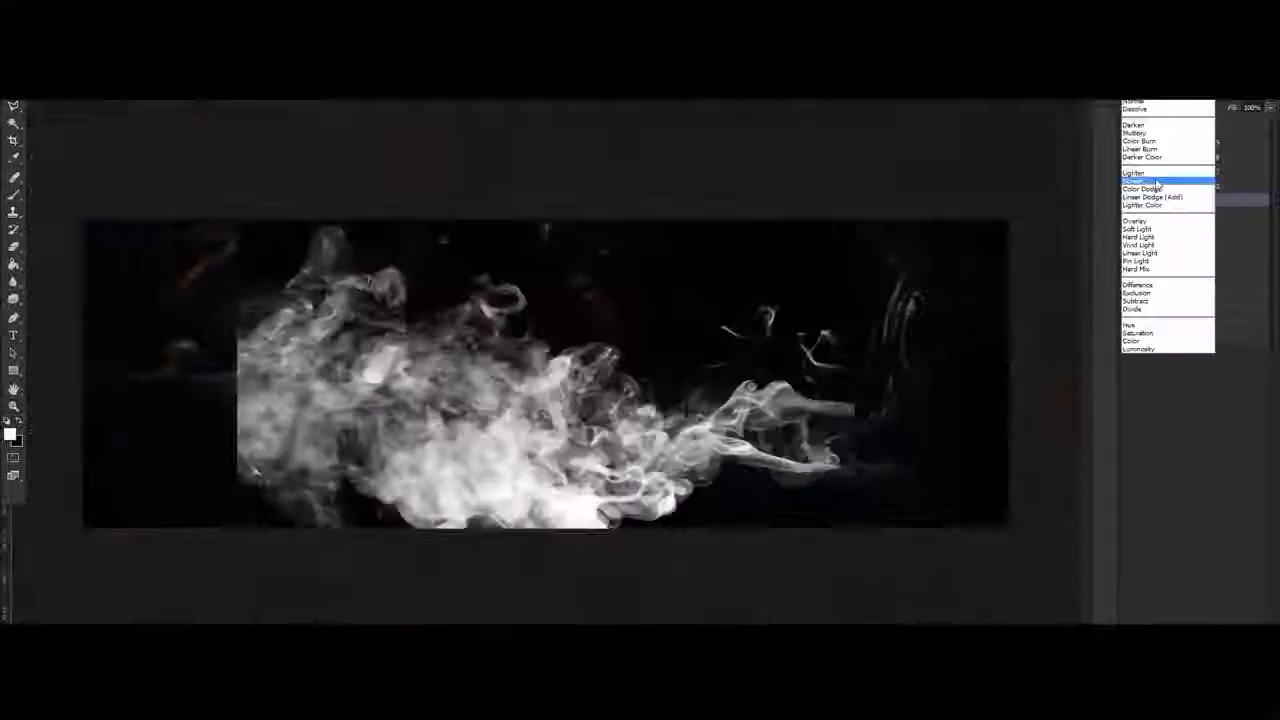 100%
Dissolve
Darken
Multiply
Color Burn
Linear Burn
Darker Color
Lighten
Screen
Color Dodge
Linear Dodge (Add)
Lighter Color
Overlay
Soft Light
Hard Light
Vivid Light
Linear Light
Pin Light
Hard Mix
Difference
Exclusion
Subtract
Divide
Hue
Saturation
Color
Luminosity